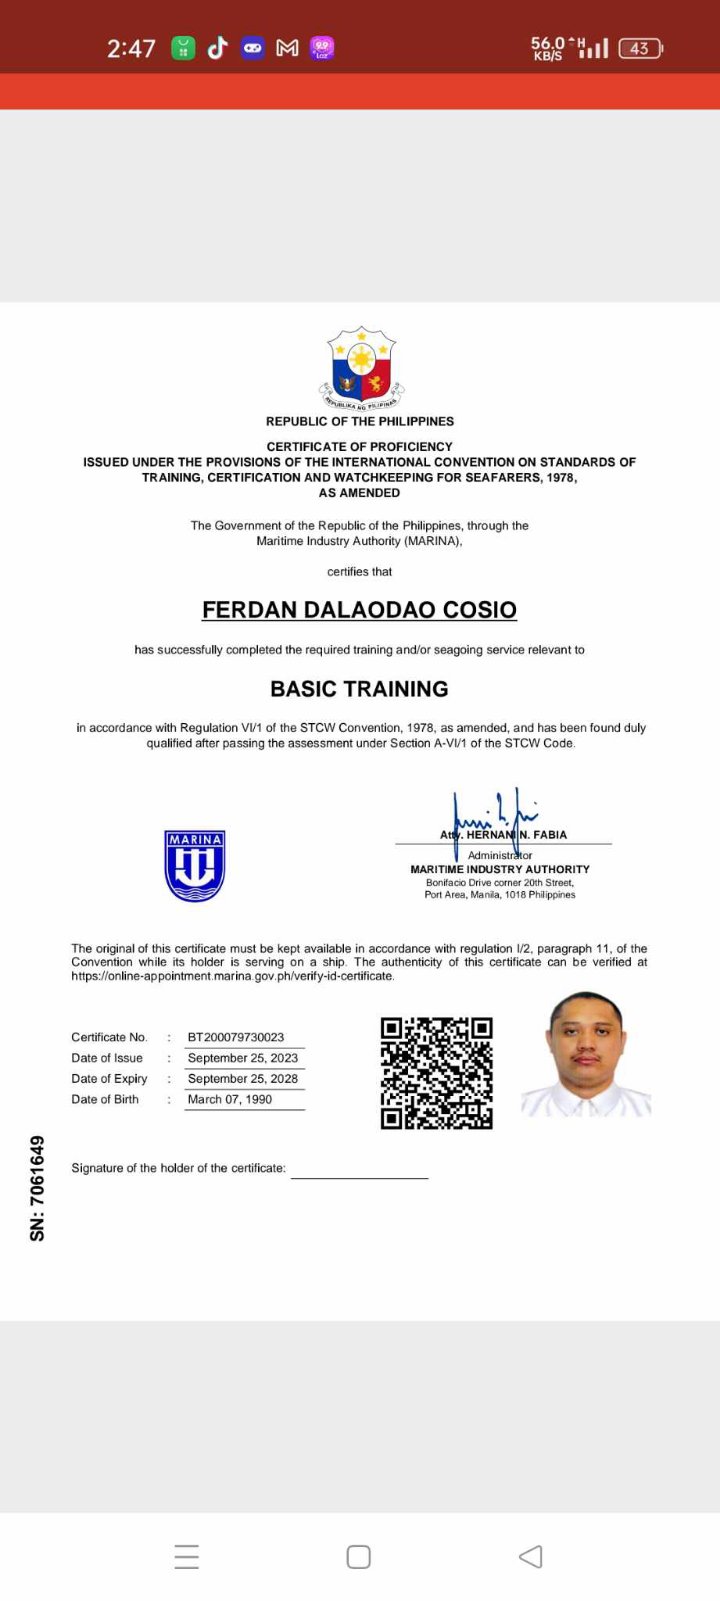 2:47
56.0 H
KB/S
43
REPUBLIKA NG PILIPINAS
REPUBLIC OF THE PHILIPPINES
CERTIFICATE OF PROFICIENCY
ISSUED UNDER THE PROVISIONS OF THE INTERNATIONAL CONVENTION ON STANDARDS OF
TRAINING, CERTIFICATION AND WATCHKEEPING FOR SEAFARERS, 1978,
AS AMENDED
The Government of the Republic of the Philippines, through the
Maritime Industry Authority (MARINA),
certifies that
FERDAN DALAODAO COSIO
has successfully completed the required training and/or seagoing service relevant to
BASIC TRAINING
in accordance with Regulation VI/1 of the STCW Convention, 1978, as amended, and has been found duly
qualified after passing the assessment under Section A-VI/1 of the STCW Code.
MARINA
Atty. HERNANI N. FABIA
Administrator
MARITIME INDUSTRY AUTHORITY
Bonifacio Drive corner 20th Street,
Port Area, Manila, 1018 Philippines
The original of this certificate must be kept available in accordance with regulation I/2, paragraph 11, of the
Convention while its holder is serving on a ship. The authenticity of this certificate can be verified at
https://online-appointment.marina.gov.ph/verify-id-certificate.
Certificate No. : BT200079730023
Date of Issue : September 25, 2023
Date of Expiry : September 25, 2028
Date of Birth : March 07, 1990
Signature of the holder of the certificate:
SN: 7061649